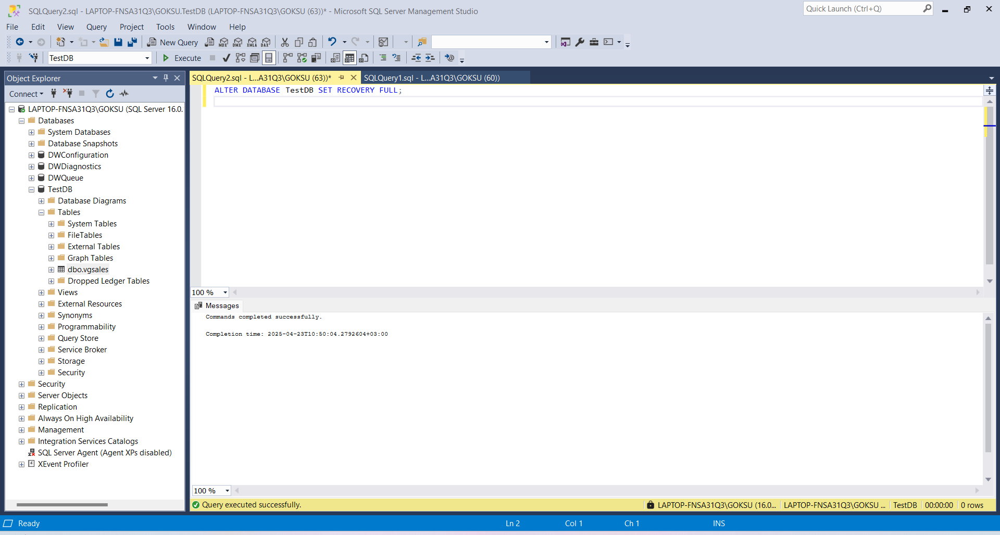 SQLQuery2.sql - LAPTOP-FNSA31Q3\GOKSU.TestDB (LAPTOP-FNSA31Q3\GOKSU (63))* - Microsoft SQL Server Management Studio
Quick Launch (Ctrl+Q)
File Edit View Query Project Tools Window Help
New Query MDX DMX XMLA DAX
TestDB Execute
Object Explorer
SQLQuery2.sql - L...A31Q3\GOKSU (63))* SQLQuery1.sql - L...A31Q3\GOKSU (60))
Connect
ALTER DATABASE TestDB SET RECOVERY FULL;
LAPTOP-FNSA31Q3\GOKSU (SQL Server 16.0.
Databases
System Databases
Database Snapshots
DWConfiguration
DWDiagnostics
DWQueue
TestDB
Database Diagrams
Tables
System Tables
FileTables
External Tables
Graph Tables
dbo.vgsales
Dropped Ledger Tables
Views
External Resources
Synonyms
Programmability
Query Store
Service Broker
Storage
Security
Security
Server Objects
Replication
Always On High Availability
Management
Integration Services Catalogs
SQL Server Agent (Agent XPs disabled)
XEvent Profiler
100 %
Messages
Commands completed successfully.
Completion time: 2025-04-23T10:50:04.2792604+03:00
100 %
Query executed successfully. LAPTOP-FNSA31Q3\GOKSU (16.0... LAPTOP-FNSA31Q3\GOKSU ... TestDB 00:00:00 0 rows
Ready Ln 2 Col 1 Ch 1 INS